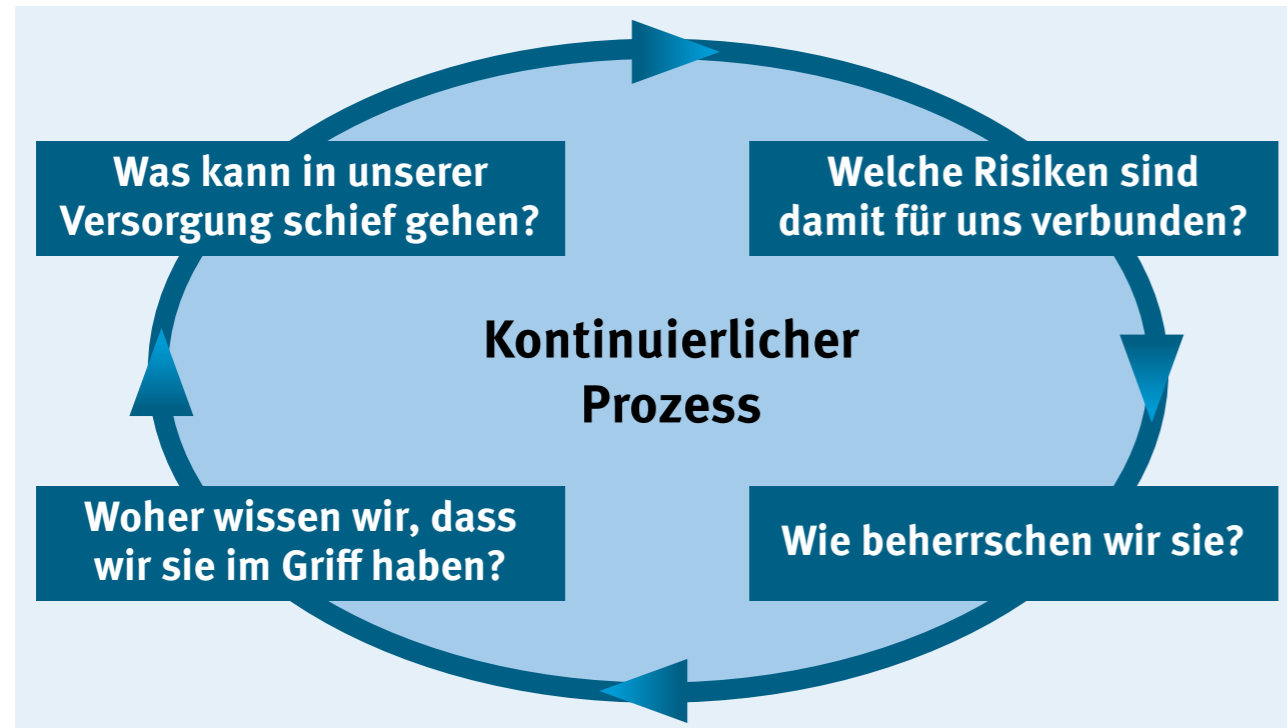 Was kann in unserer
Versorgung schief gehen?
Welche Risiken sind
damit für uns verbunden?
Kontinuierlicher
Prozess
Woher wissen wir, dass
wir sie im Griff haben?
Wie beherrschen wir sie?